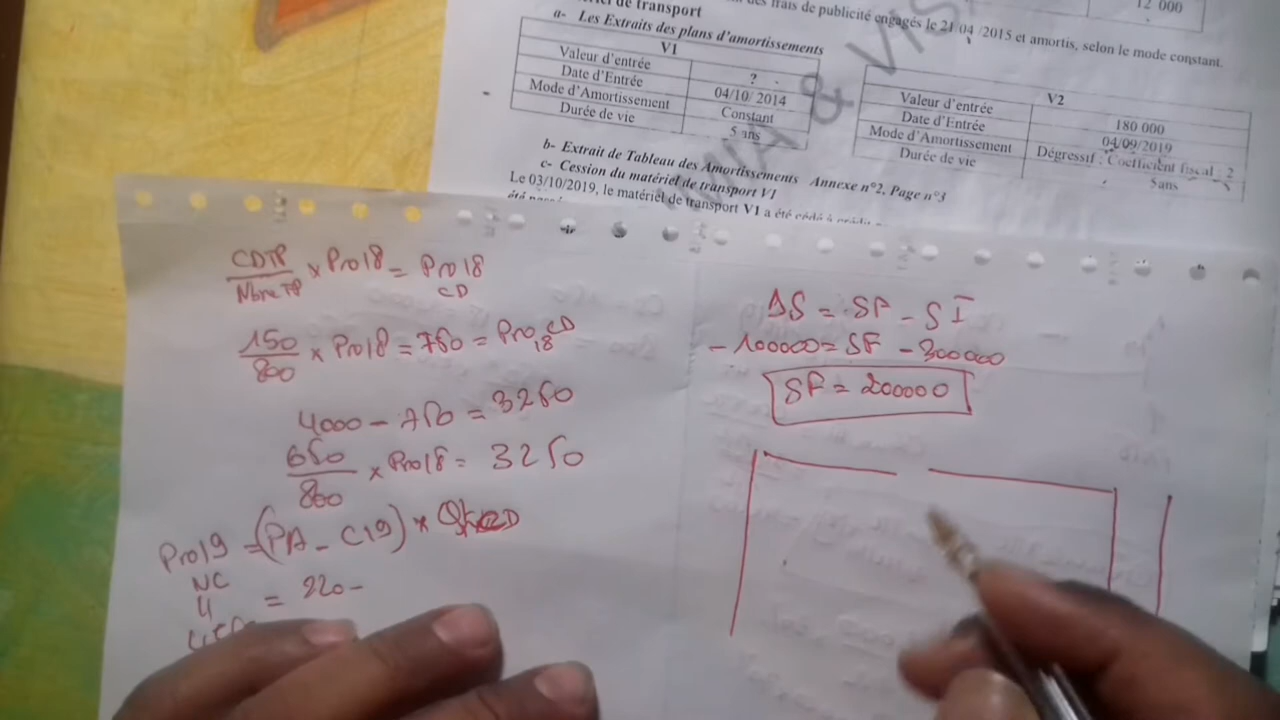 12 000
des frais de publicité engagés le 21/04 /2015 et amortis, selon le mode constant.
de transport
a- Les Extraits des plans d'amortissements
V1
Valeur d'entrée ?
Date d'Entrée 04/10/ 2014
Mode d'Amortissement Constant
Durée de vie 5 ans
V2
Valeur d'entrée 180 000
Date d'Entrée 04/09/2019
Mode d'Amortissement Dégressif : Coefficient fiscal : 2
Durée de vie 5ans
b- Extrait de Tableau des Amortissements Annexe n°2, Page n°3
c- Cession du matériel de transport V1
Le 03/10/2019, le matériel de transport V1 a été cédé à crédit
CDTP/Nbre TP × Pro18 = Pro18 CD
150/800 × Pro18 = 750 = Pro18 CD
4000 - 750 = 3250
650/800 × Pro18 = 3250
Pro19 = (PA - C19) ×
NC
4 = 220-
ΔS = SF - SI
- 100000 = SF - 300000
SF = 200000